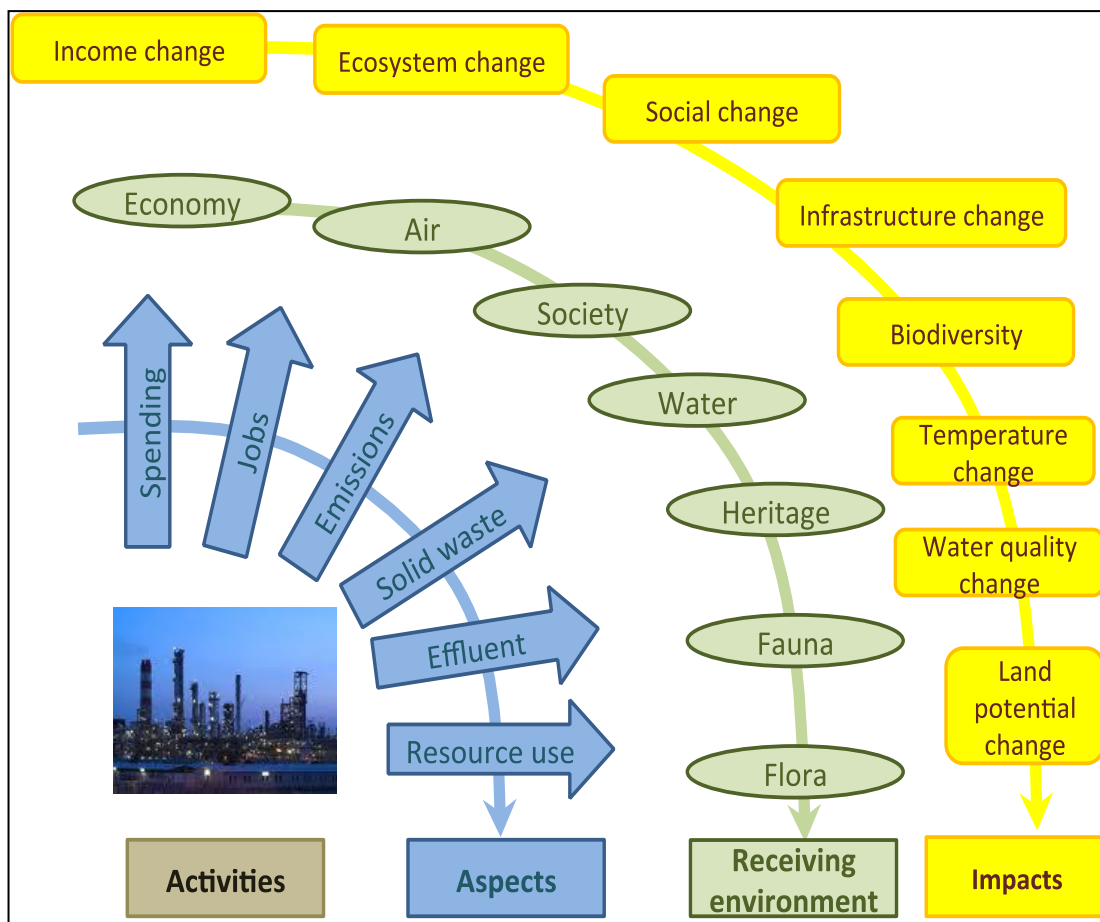 Income change
Ecosystem change
Social change
Infrastructure change
Biodiversity
Temperature
change
Water quality
change
Land
potential
change
Economy
Air
Society
Water
Heritage
Fauna
Flora
Spending
Jobs
Emissions
Solid waste
Effluent
Resource use
Activities
Aspects
Receiving
environment
Impacts